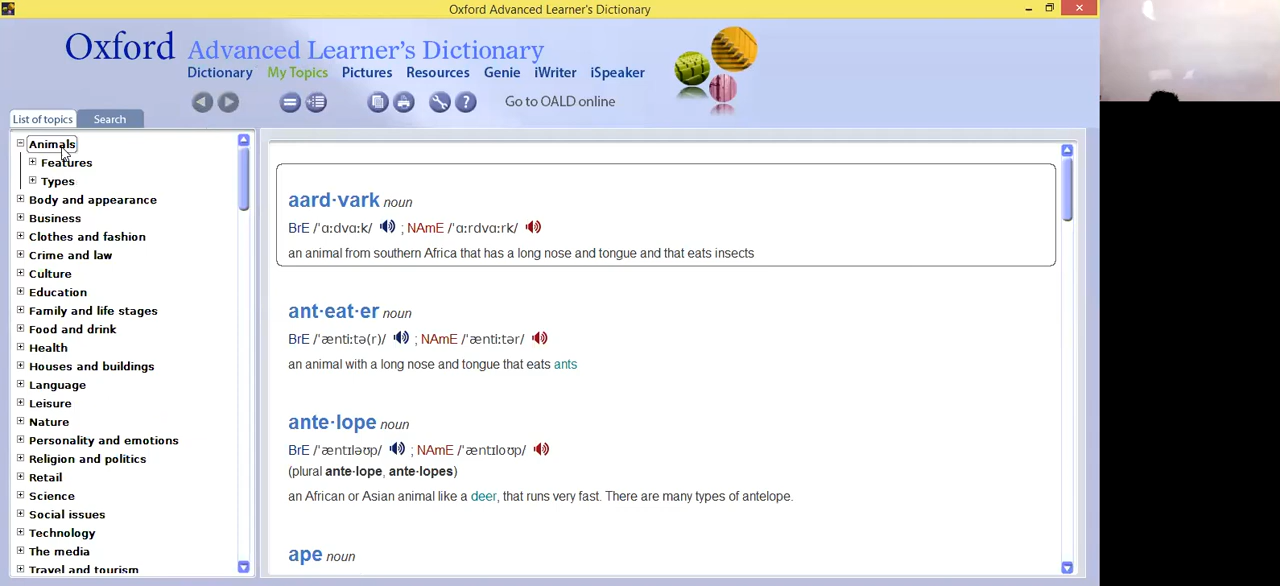 Oxford Advanced Learner's Dictionary
Oxford Advanced Learner's Dictionary
Dictionary My Topics Pictures Resources Genie iWriter iSpeaker
Go to OALD online
List of topics Search
Animals
Features
Types
Body and appearance
Business
Clothes and fashion
Crime and law
Culture
Education
Family and life stages
Food and drink
Health
Houses and buildings
Language
Leisure
Nature
Personality and emotions
Religion and politics
Retail
Science
Social issues
Technology
The media
Travel and tourism
aard·vark noun
BrE /ˈɑːdvɑːk/ ; NAmE /ˈɑːrdvɑːrk/
an animal from southern Africa that has a long nose and tongue and that eats insects
ant·eat·er noun
BrE /ˈæntiːtə(r)/ ; NAmE /ˈæntiːtər/
an animal with a long nose and tongue that eats ants
ante·lope noun
BrE /ˈæntɪləʊp/ ; NAmE /ˈæntɪloʊp/
(plural ante·lope, ante·lopes)
an African or Asian animal like a deer, that runs very fast. There are many types of antelope.
ape noun